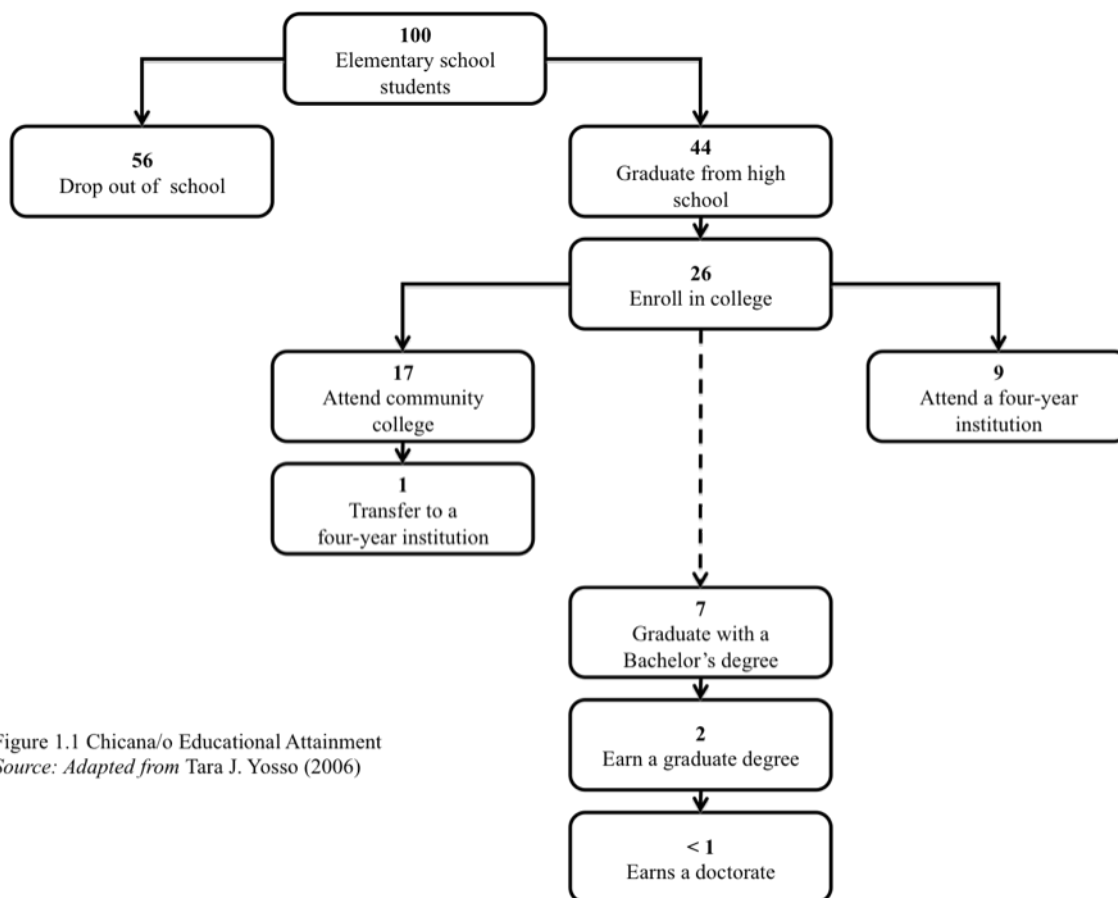 100
Elementary school
students
56
Drop out of school
44
Graduate from high
school
26
Enroll in college
17
Attend community
college
9
Attend a four-year
institution
1
Transfer to a
four-year institution
7
Graduate with a
Bachelor's degree
2
Earn a graduate degree
< 1
Earns a doctorate
Figure 1.1 Chicana/o Educational Attainment
Source: Adapted from Tara J. Yosso (2006)